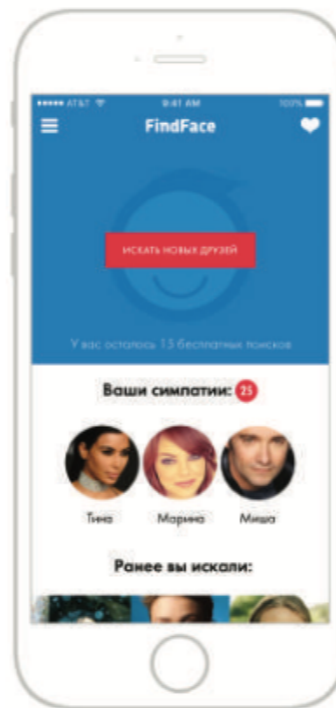 AT&T 9:41 AM 100%
FindFace
ИСКАТЬ НОВЫХ ДРУЗЕЙ
У вас осталось 15 бесплатных поисков
Ваши симпатии: 25
Тина Марина Миша
Ранее вы искали: